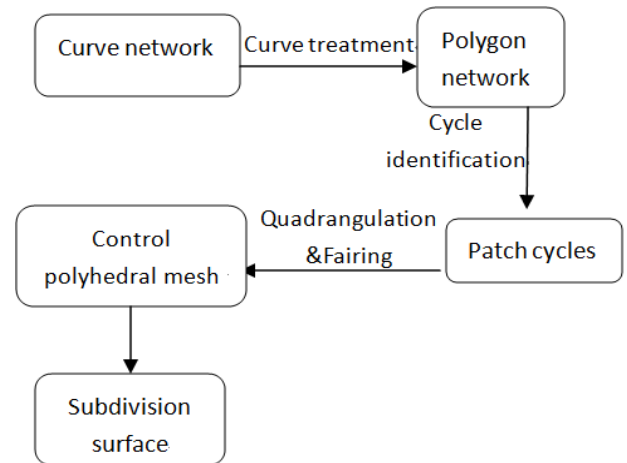 Curve network
Curve treatment
Polygon
network
Cycle
identification
Patch cycles
Quadrangulation
&Fairing
Control
polyhedral mesh
Subdivision
surface